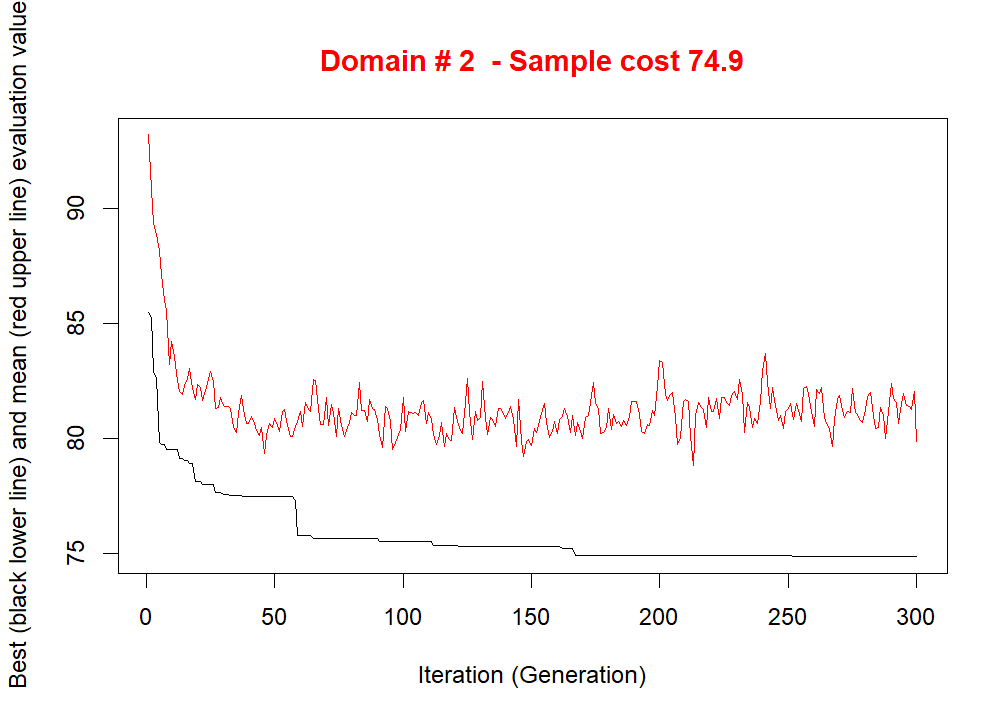 Domain # 2  - Sample cost 74.9
Best (black lower line) and mean (red upper line) evaluation value
90
85
80
75
0 50 100 150 200 250 300
Iteration (Generation)